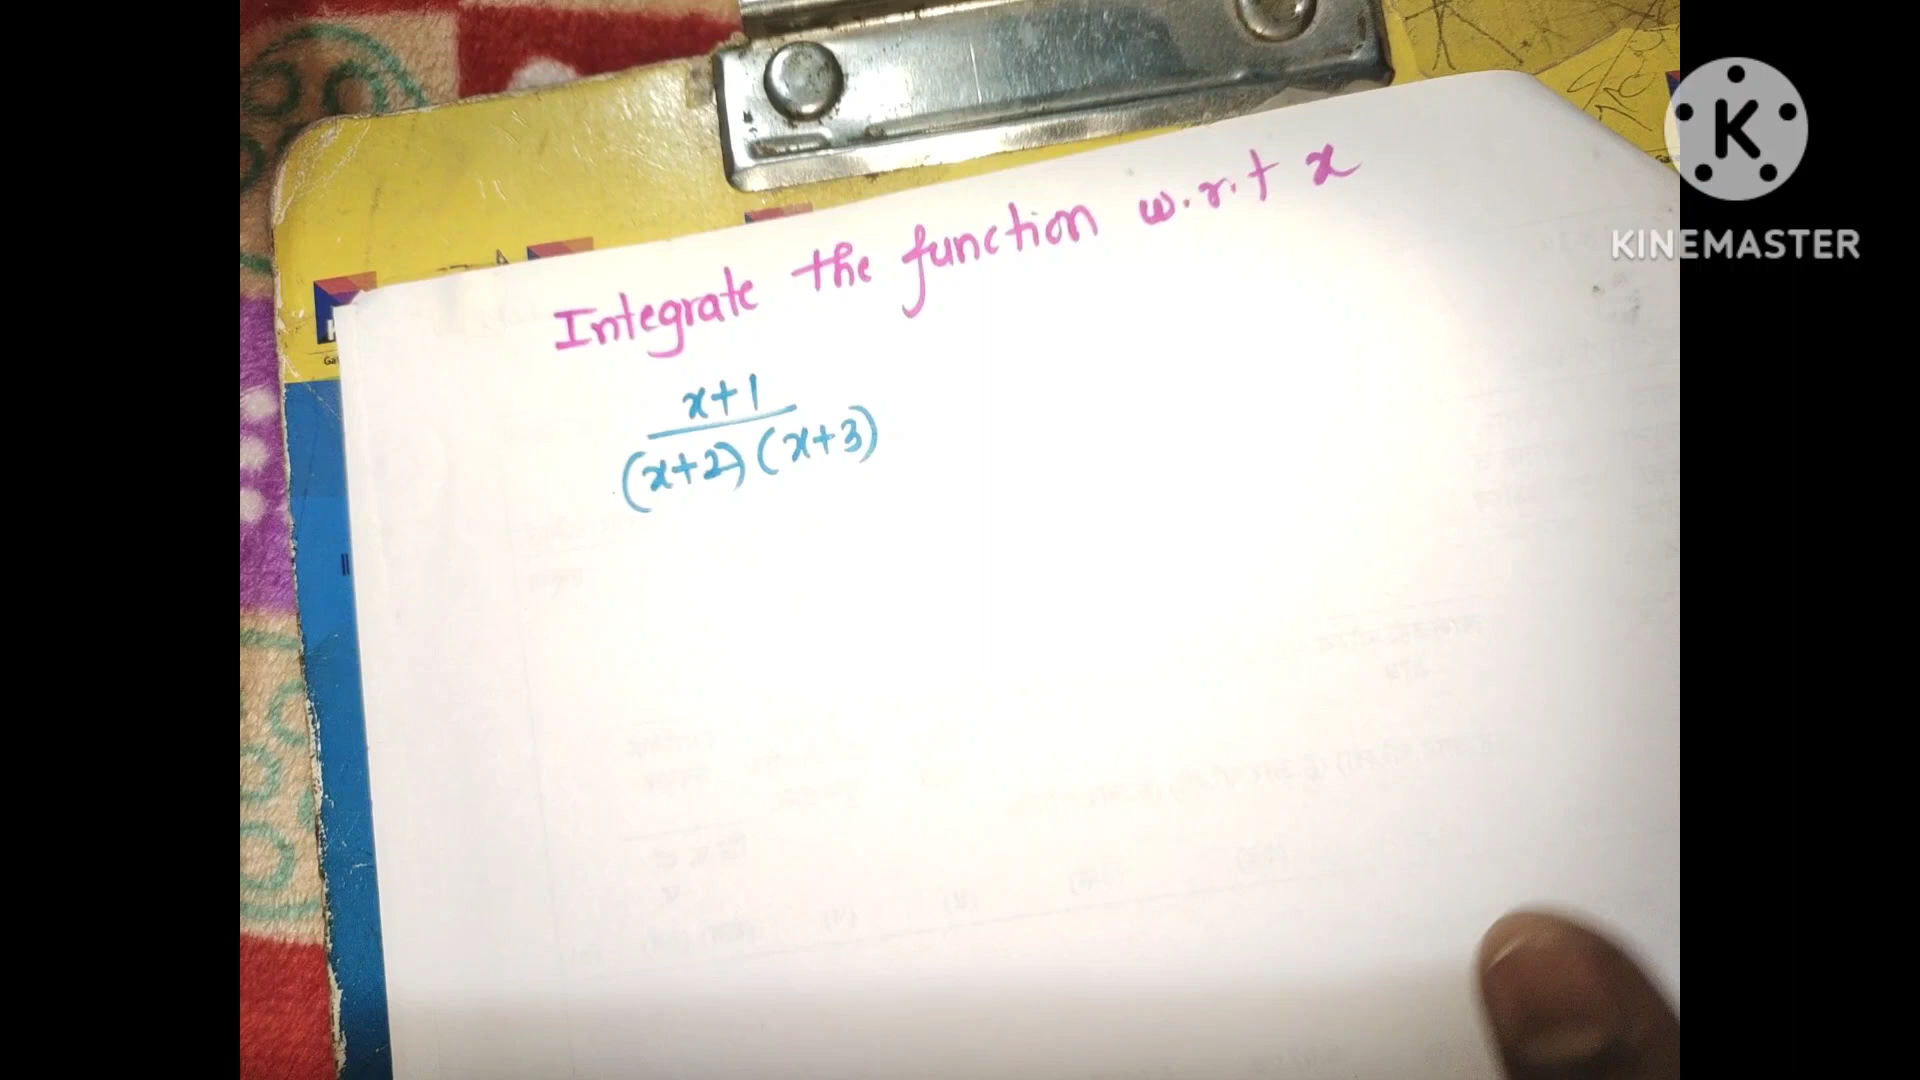 Integrate the function w.r.t x
x+1
(x+2) (x+3)
KINEMASTER